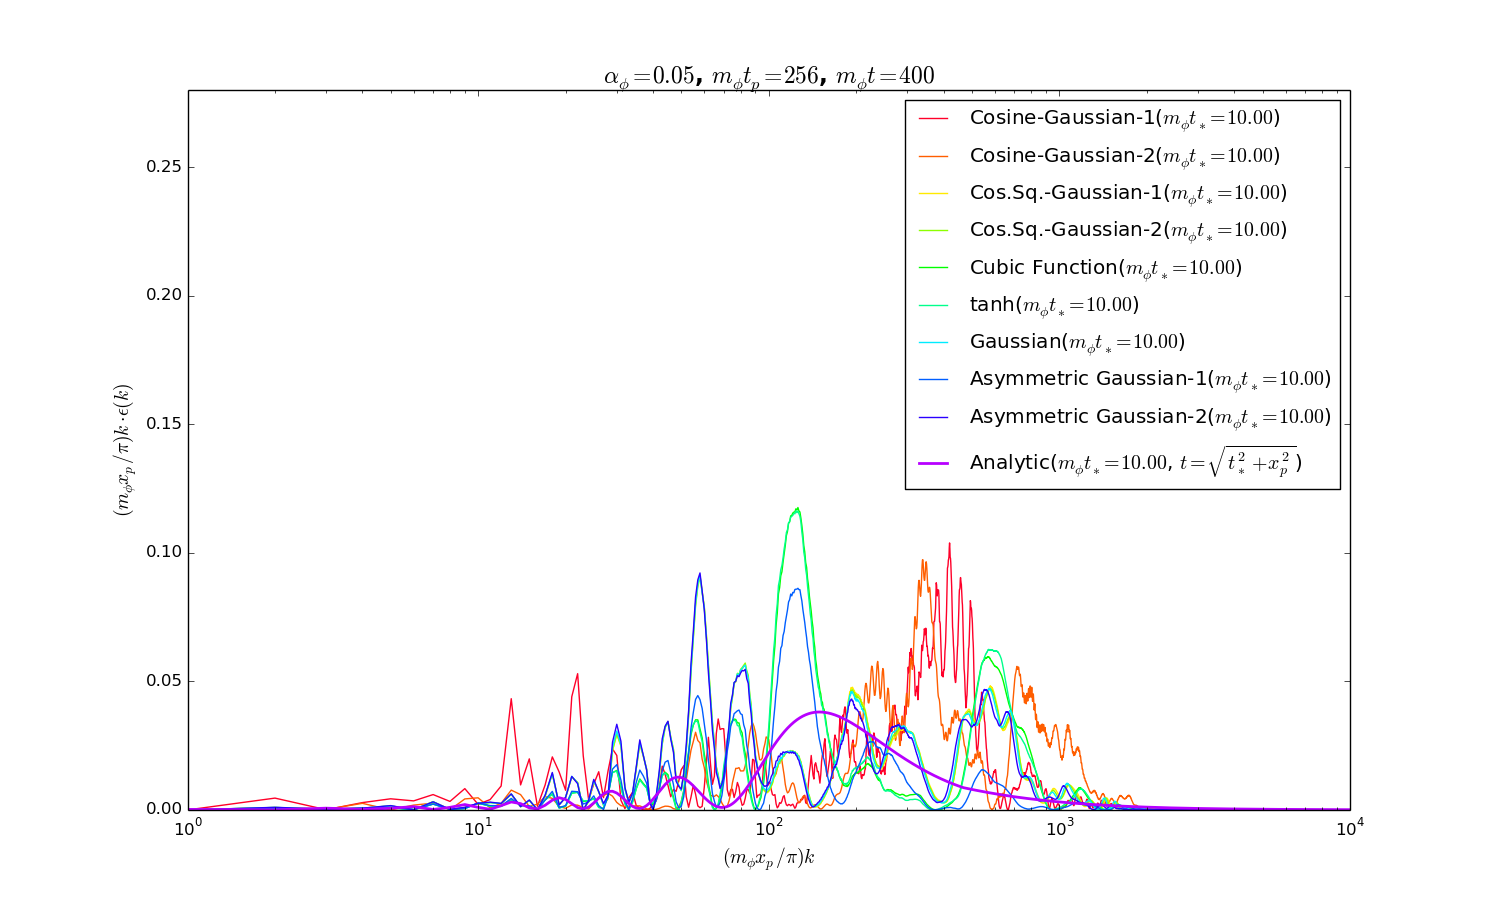 α_ϕ=0.05, m_ϕt_p=256, m_ϕt=400
Cosine-Gaussian-1(m_ϕt_*=10.00)
Cosine-Gaussian-2(m_ϕt_*=10.00)
Cos.Sq.-Gaussian-1(m_ϕt_*=10.00)
Cos.Sq.-Gaussian-2(m_ϕt_*=10.00)
Cubic Function(m_ϕt_*=10.00)
tanh(m_ϕt_*=10.00)
Gaussian(m_ϕt_*=10.00)
Asymmetric Gaussian-1(m_ϕt_*=10.00)
Asymmetric Gaussian-2(m_ϕt_*=10.00)
Analytic(m_ϕt_*=10.00, t=√(t_*^2+x_p^2))
0.25
0.20
0.15
0.10
0.05
0.00
(m_ϕx_p/π)k·ϵ(k)
10^0 10^1 10^2 10^3 10^4
(m_ϕx_p/π)k